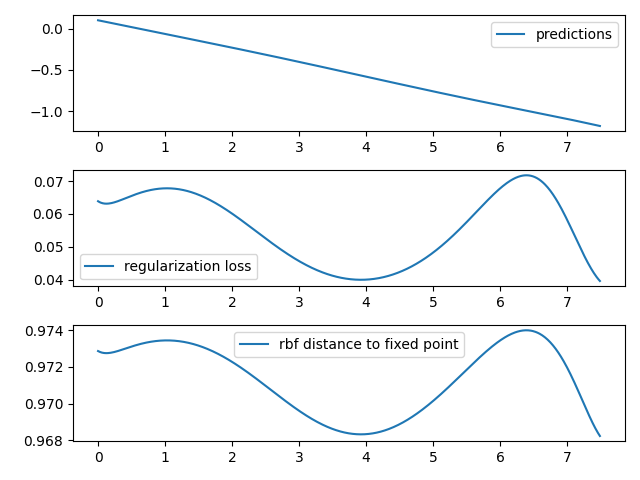 0.0
−0.5
−1.0
predictions
0 1 2 3 4 5 6 7
0.07
0.06
0.05
0.04
regularization loss
0 1 2 3 4 5 6 7
0.974
0.972
0.970
0.968
rbf distance to fixed point
0 1 2 3 4 5 6 7